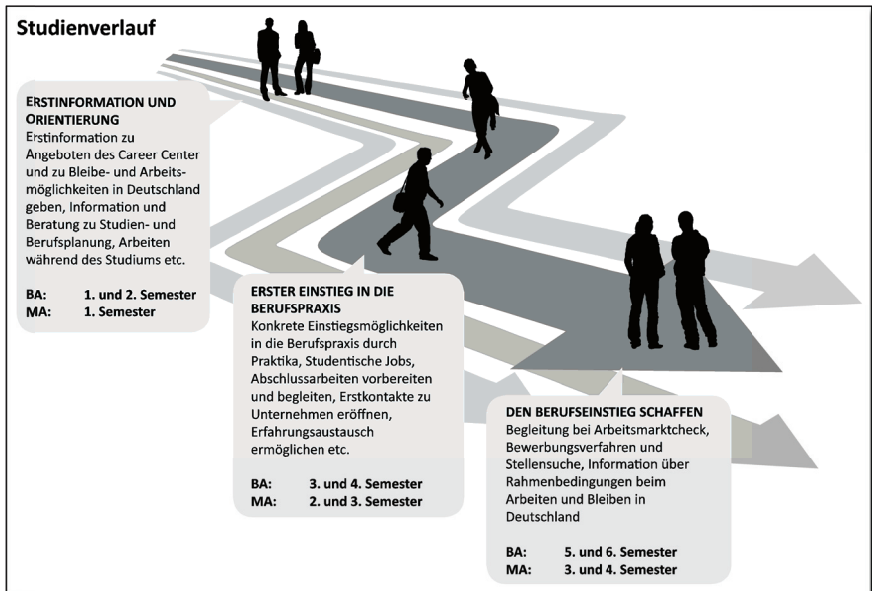 Studienverlauf
ERSTINFORMATION UND
ORIENTIERUNG
Erstinformation zu
Angeboten des Career Center
und zu Bleibe- und Arbeits-
möglichkeiten in Deutschland
geben, Information und
Beratung zu Studien- und
Berufsplanung, Arbeiten
während des Studiums etc.
BA: 1. und 2. Semester
MA: 1. Semester
ERSTER EINSTIEG IN DIE
BERUFSPRAXIS
Konkrete Einstiegsmöglichkeiten
in die Berufspraxis durch
Praktika, Studentische Jobs,
Abschlussarbeiten vorbereiten
und begleiten, Erstkontakte zu
Unternehmen eröffnen,
Erfahrungsaustausch
ermöglichen etc.
BA: 3. und 4. Semester
MA: 2. und 3. Semester
DEN BERUFSEINSTIEG SCHAFFEN
Begleitung bei Arbeitsmarktcheck,
Bewerbungsverfahren und
Stellensuche, Information über
Rahmenbedingungen beim
Arbeiten und Bleiben in
Deutschland
BA: 5. und 6. Semester
MA: 3. und 4. Semester